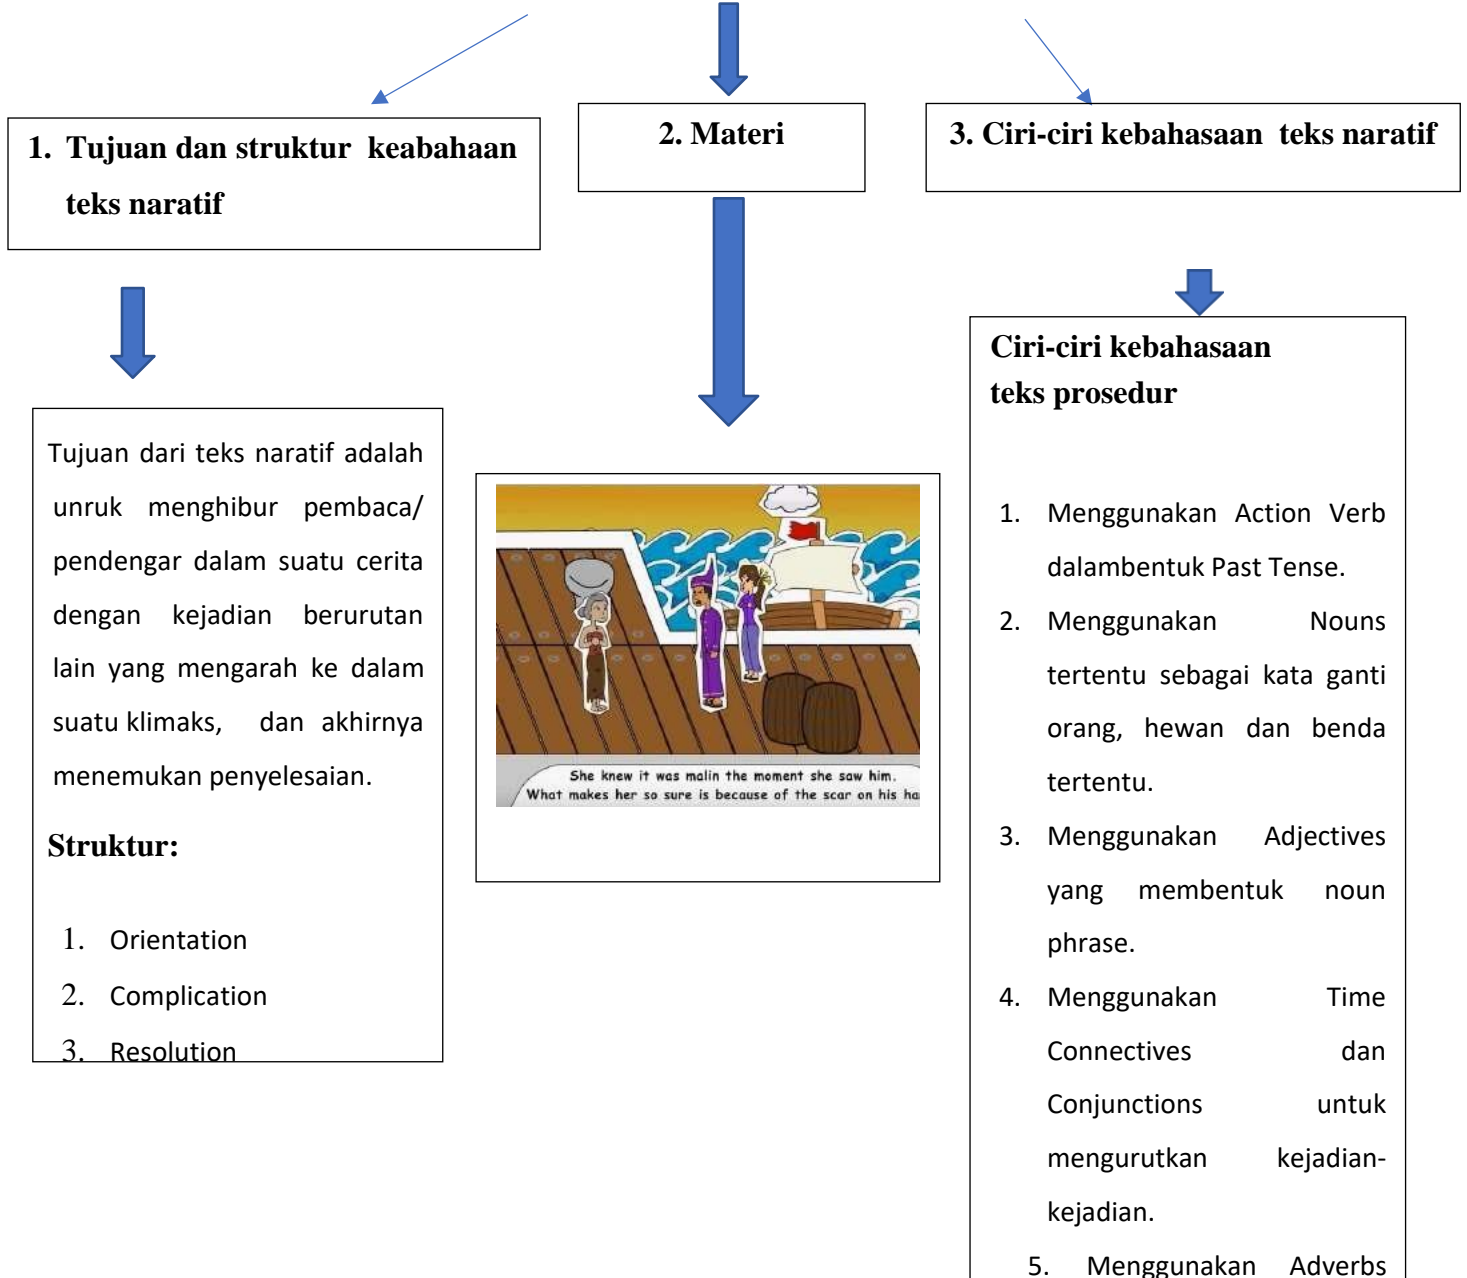 1. Tujuan dan struktur keabahaan
teks naratif
2. Materi
3. Ciri-ciri kebahasaan teks naratif
Tujuan dari teks naratif adalah
unruk menghibur pembaca/
pendengar dalam suatu cerita
dengan kejadian berurutan
lain yang mengarah ke dalam
suatu klimaks, dan akhirnya
menemukan penyelesaian.
Struktur:
1. Orientation
2. Complication
3. Resolution
She knew it was malin the moment she saw him.
What makes her so sure is because of the scar on his ha
Ciri-ciri kebahasaan
teks prosedur
1. Menggunakan Action Verb
dalambentuk Past Tense.
2. Menggunakan Nouns
tertentu sebagai kata ganti
orang, hewan dan benda
tertentu.
3. Menggunakan Adjectives
yang membentuk noun
phrase.
4. Menggunakan Time
Connectives dan
Conjunctions untuk
mengurutkan kejadian-
kejadian.
5. Menggunakan Adverbs